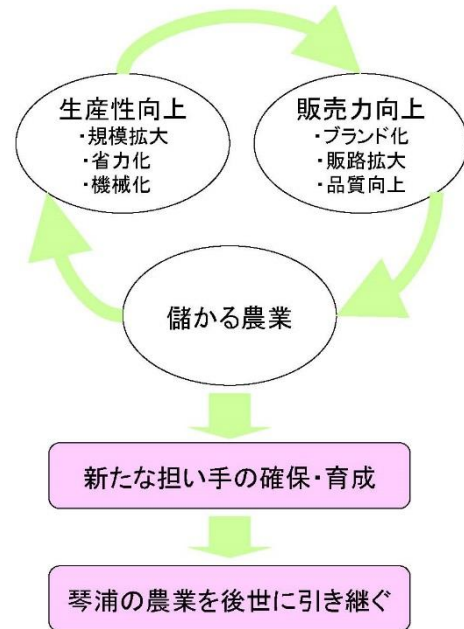 生産性向上
・規模拡大
・省力化
・機械化
販売力向上
・ブランド化
・販路拡大
・品質向上
儲かる農業
新たな担い手の確保・育成
琴浦の農業を後世に引き継ぐ